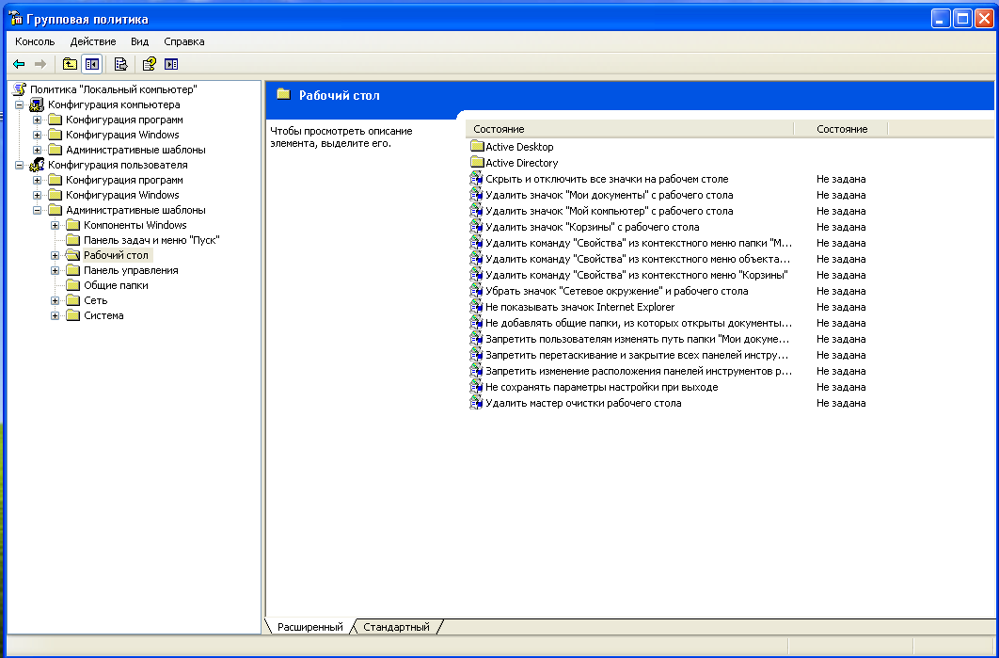 Групповая политика
Консоль Действие Вид Справка
Политика "Локальный компьютер"
Конфигурация компьютера
Конфигурация программ
Конфигурация Windows
Административные шаблоны
Конфигурация пользователя
Конфигурация программ
Конфигурация Windows
Административные шаблоны
Компоненты Windows
Панель задач и меню "Пуск"
Рабочий стол
Панель управления
Общие папки
Сеть
Система
Рабочий стол
Чтобы просмотреть описание
элемента, выделите его.
Состояние Состояние
Active Desktop
Active Directory
Скрыть и отключить все значки на рабочем столе Не задана
Удалить значок "Мои документы" с рабочего стола Не задана
Удалить значок "Мой компьютер" с рабочего стола Не задана
Удалить значок "Корзины" с рабочего стола Не задана
Удалить команду "Свойства" из контекстного меню папки "М... Не задана
Удалить команду "Свойства" из контекстного меню объекта... Не задана
Удалить команду "Свойства" из контекстного меню "Корзины" Не задана
Убрать значок "Сетевое окружение" и рабочего стола Не задана
Не показывать значок Internet Explorer Не задана
Не добавлять общие папки, из которых открыты документы... Не задана
Запретить пользователям изменять путь папки "Мои докуме... Не задана
Запретить перетаскивание и закрытие всех панелей инстру... Не задана
Запретить изменение расположения панелей инструментов р... Не задана
Не сохранять параметры настройки при выходе Не задана
Удалить мастер очистки рабочего стола Не задана
Расширенный Стандартный